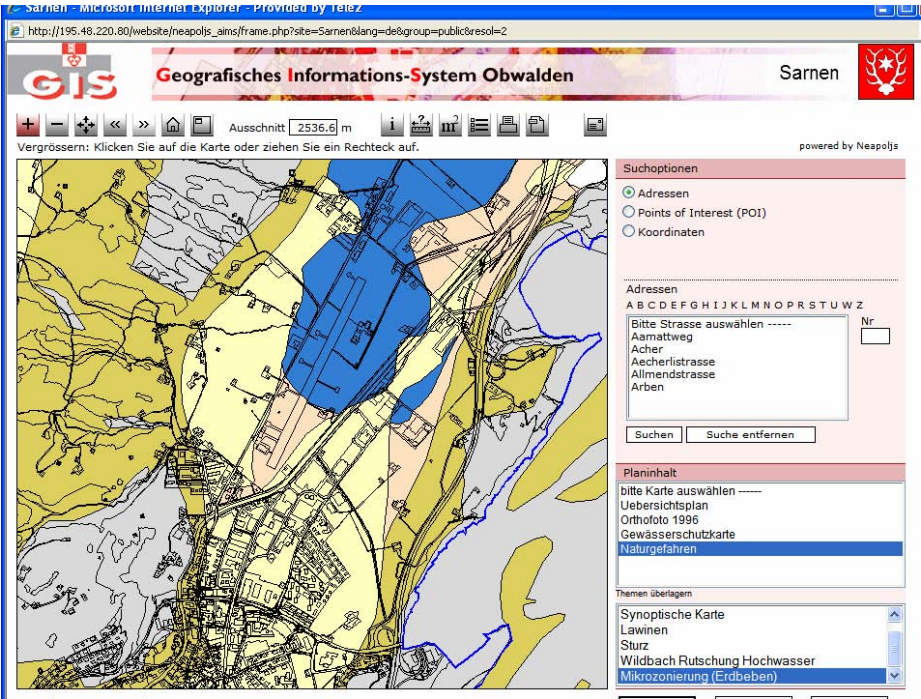 Sarnen - Microsoft Internet Explorer - Provided by Tele2
http://195.48.220.80/website/neapoljs_aims/frame.php?site=Sarnen&lang=de&group=public&resol=2
GIS
Geografisches Informations-System Obwalden
Sarnen
Ausschnitt 2536.6 m
Vergrössern: Klicken Sie auf die Karte oder ziehen Sie ein Rechteck auf.
powered by Neapoljs
Suchoptionen
Adressen
Points of Interest (POI)
Koordinaten
Adressen
A B C D E F G H I J K L M N O P R S T U W Z
Bitte Strasse auswählen -----
Nr
Aamattweg
Acher
Aecherlistrasse
Allmendstrasse
Arben
Suchen
Suche entfernen
Planinhalt
bitte Karte auswählen ------
Uebersichtsplan
Orthofoto 1996
Gewässerschutzkarte
Naturgefahren
Themen überlagern
Synoptische Karte
Lawinen
Sturz
Wildbach Rutschung Hochwasser
Mikrozonierung (Erdbeben)